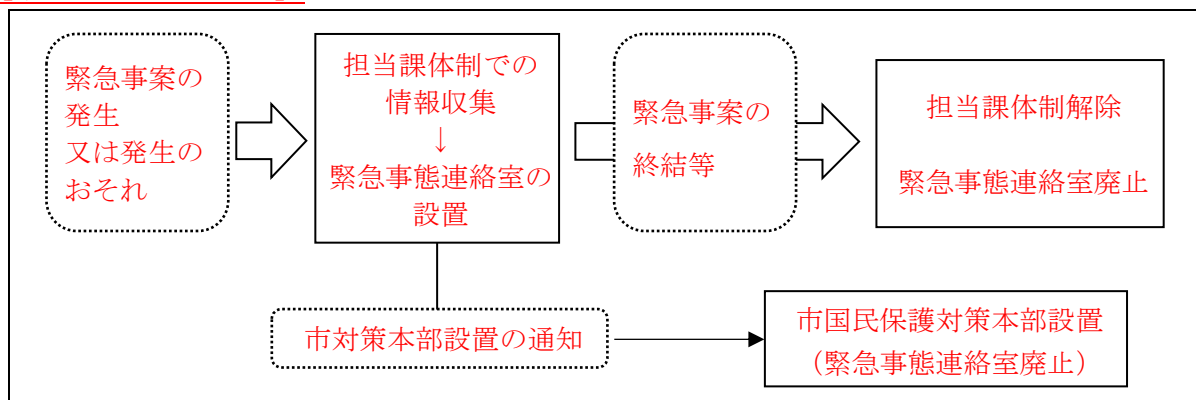 緊急事案の
発生
又は発生の
おそれ
担当課体制での
情報収集
↓
緊急事態連絡室の
設置
緊急事案の
終結等
担当課体制解除
緊急事態連絡室廃止
市対策本部設置の通知
市国民保護対策本部設置
（緊急事態連絡室廃止）